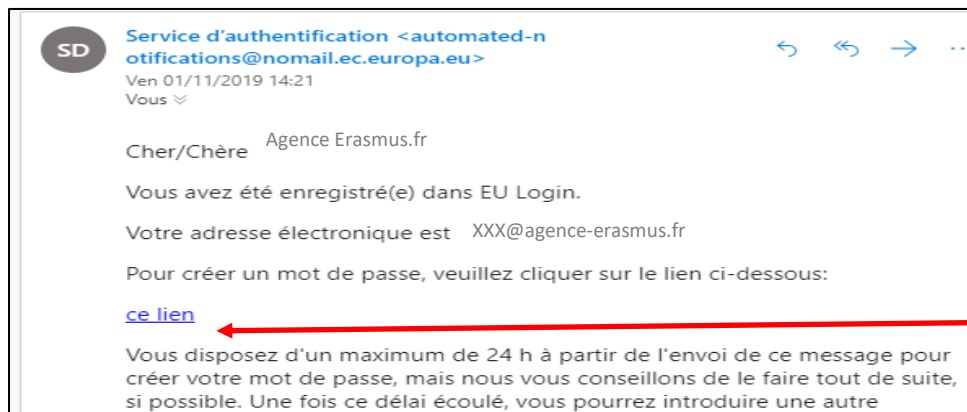 SD
Service d'authentification <automated-n
otifications@nomail.ec.europa.eu>
Ven 01/11/2019 14:21
Vous
Cher/Chère Agence Erasmus.fr
Vous avez été enregistré(e) dans EU Login.
Votre adresse électronique est XXX@agence-erasmus.fr
Pour créer un mot de passe, veuillez cliquer sur le lien ci-dessous:
ce lien
Vous disposez d'un maximum de 24 h à partir de l'envoi de ce message pour
créer votre mot de passe, mais nous vous conseillons de le faire tout de suite,
si possible. Une fois ce délai écoulé, vous pourrez introduire une autre